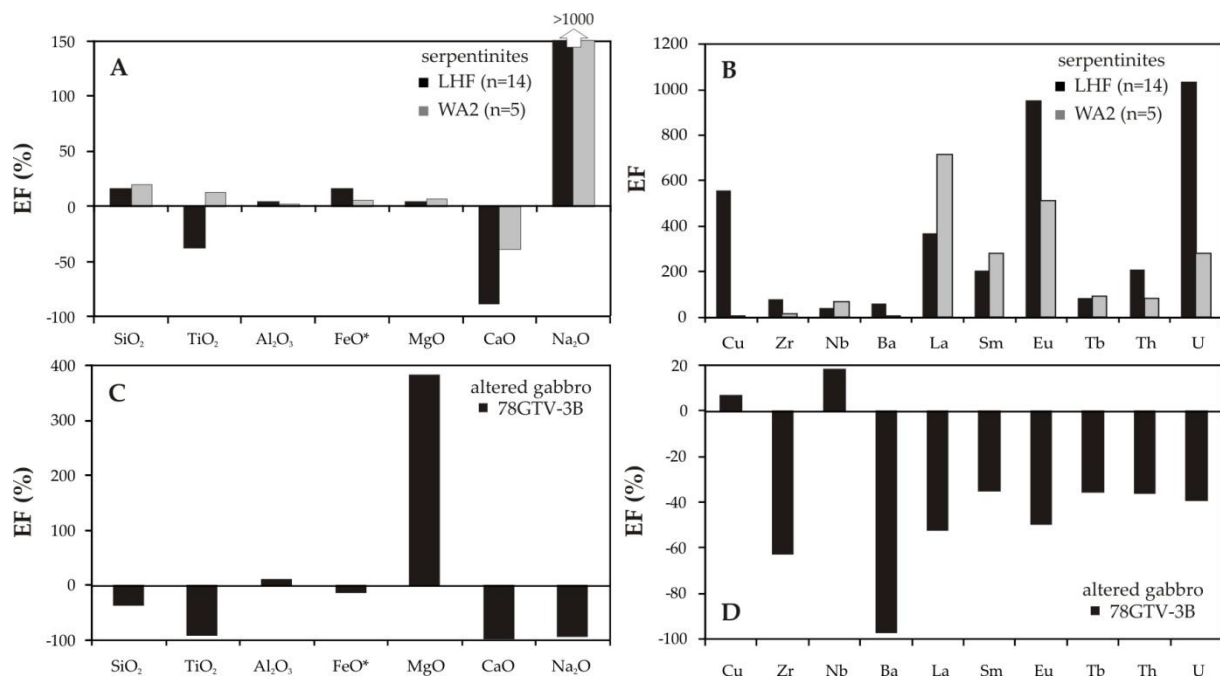 >1000
A
serpentinites
LHF (n=14)
WA2 (n=5)
150
100
50
0
-50
-100
EF (%)
SiO₂ TiO₂ Al₂O₃ FeO* MgO CaO Na₂O
B
serpentinites
LHF (n=14)
WA2 (n=5)
1200
1000
800
600
400
200
0
EF
Cu Zr Nb Ba La Sm Eu Tb Th U
C
altered gabbro
78GTV-3B
400
300
200
100
0
-100
EF (%)
SiO₂ TiO₂ Al₂O₃ FeO* MgO CaO Na₂O
20
0
-20
-40
-60
-80
-100
EF (%)
D
altered gabbro
78GTV-3B
Cu Zr Nb Ba La Sm Eu Tb Th U